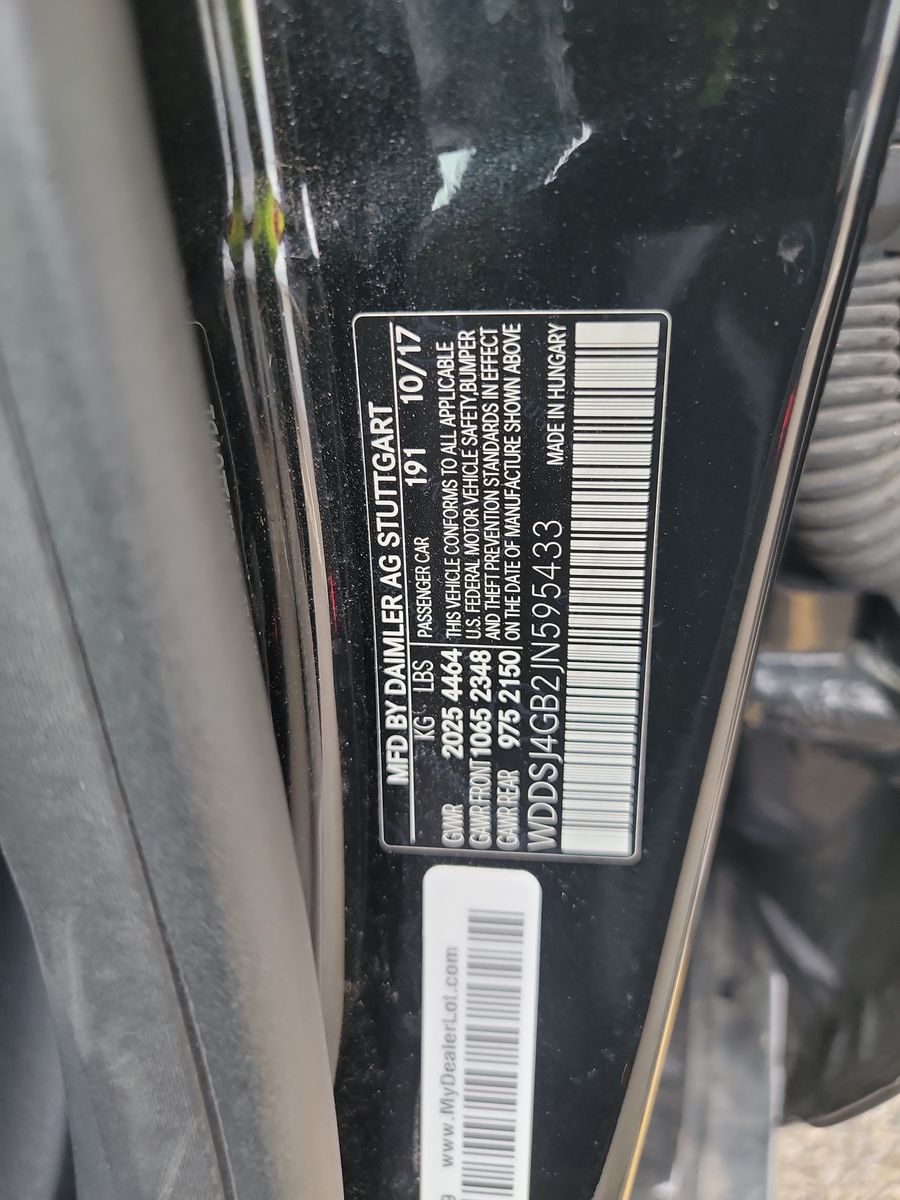 MFD BY DAIMLER AG STUTTGART
KG LBS PASSENGER CAR 191 10/17
GVWR 2025 4464 THIS VEHICLE CONFORMS TO ALL APPLICABLE
GAWR FRONT 1065 2348 U.S. FEDERAL MOTOR VEHICLE SAFETY, BUMPER
GAWR REAR 975 2150 AND THEFT PREVENTION STANDARDS IN EFFECT
ON THE DATE OF MANUFACTURE SHOWN ABOVE
WDDSJ4GB2JN595433 MADE IN HUNGARY
www.MyDealerLot.com